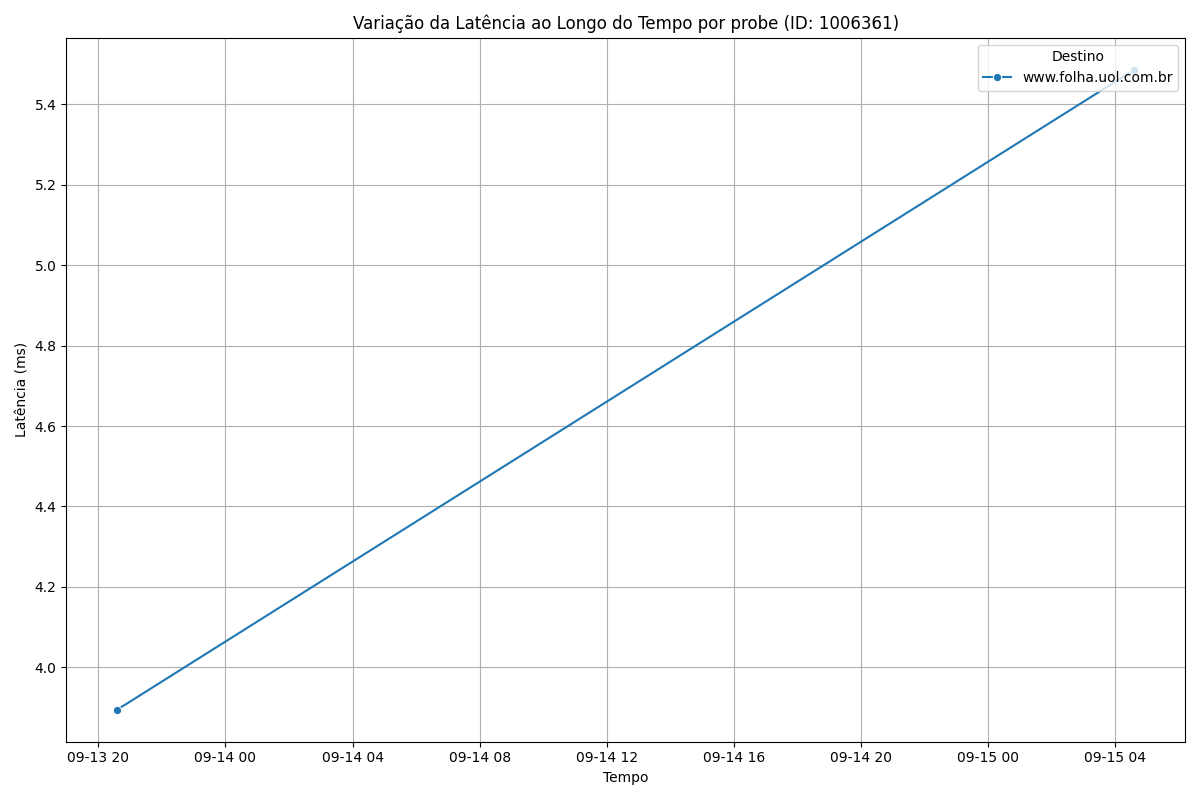 Variação da Latência ao Longo do Tempo por probe (ID: 1006361)
Destino
www.folha.uol.com.br
Latência (ms)
5.4
5.2
5.0
4.8
4.6
4.4
4.2
4.0
09-13 20 09-14 00 09-14 04 09-14 08 09-14 12 09-14 16 09-14 20 09-15 00 09-15 04
Tempo